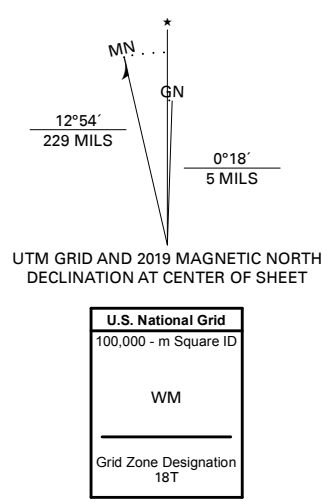 MN
GN
12°54´
229 MILS
0°18´
5 MILS
UTM GRID AND 2019 MAGNETIC NORTH
DECLINATION AT CENTER OF SHEET
U.S. National Grid
100,000 - m Square ID
WM
Grid Zone Designation
18T